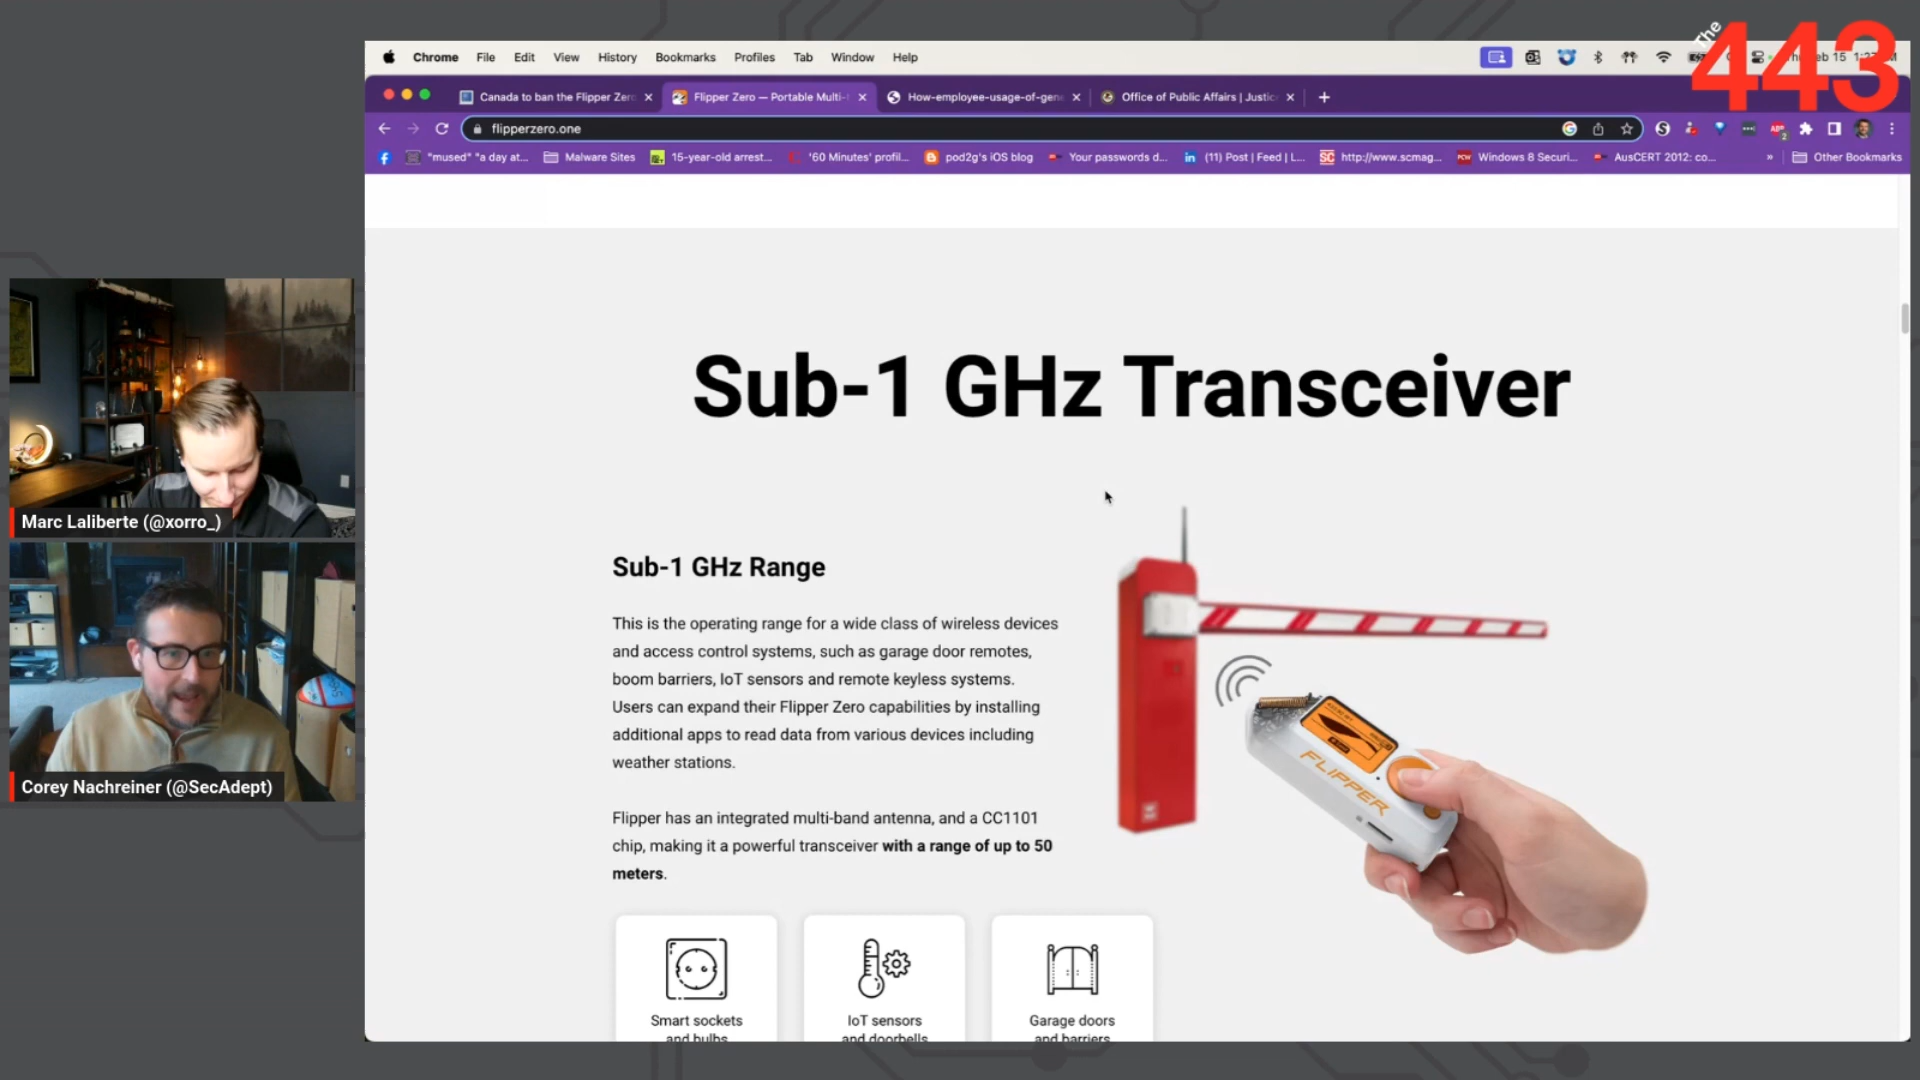 The 443
Chrome File Edit View History Bookmarks Profiles Tab Window Help
Canada to ban the Flipper Zero
Flipper Zero — Portable Multi-
How-employee-usage-of-gen
Office of Public Affairs | Justic
flipperzero.one
"mused" "a day at... Malware Sites 15-year-old arrest... '60 Minutes' profil... pod2g's iOS blog Your passwords d... (11) Post | Feed | L... http://www.scmag... Windows 8 Securi... AusCERT 2012: co... » Other Bookmarks
Sub-1 GHz Transceiver
Sub-1 GHz Range
This is the operating range for a wide class of wireless devices
and access control systems, such as garage door remotes,
boom barriers, IoT sensors and remote keyless systems.
Users can expand their Flipper Zero capabilities by installing
additional apps to read data from various devices including
weather stations.
Flipper has an integrated multi-band antenna, and a CC1101
chip, making it a powerful transceiver with a range of up to 50
meters.
FLIPPER
Smart sockets
and bulbs
IoT sensors
and doorbells
Garage doors
and barriers
Marc Laliberte (@xorro_)
Corey Nachreiner (@SecAdept)